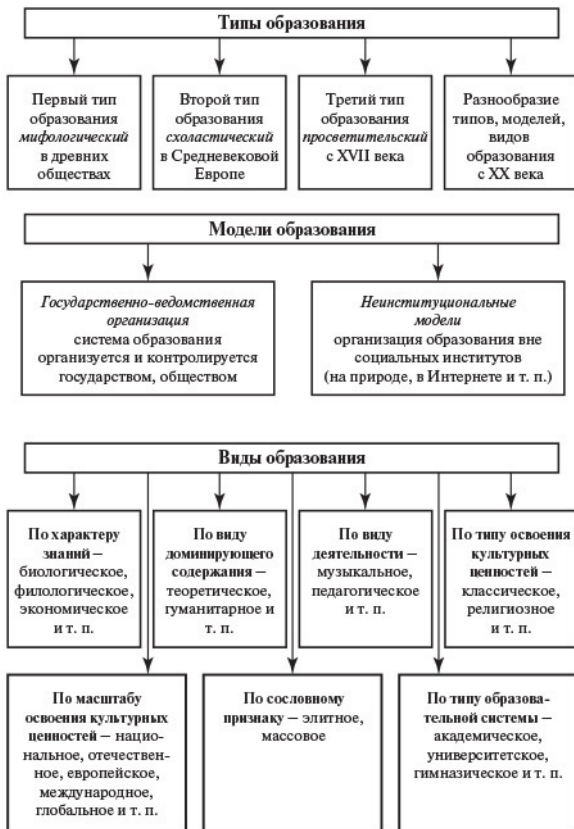 Типы образования
Первый тип
образования
мифологический
в древних
обществах
Второй тип
образования
схоластический
в Средневековой
Европе
Третий тип
образования
просветительский
с XVII века
Разнообразие
типов, моделей,
видов
образования
с XX века
Модели образования
Государственно-ведомственная
организация
система образования
организуется и контролируется
государством, обществом
Неинституциональные
модели
организация образования вне
социальных институтов
(на природе, в Интернете и т. п.)
Виды образования
По характеру
знаний –
биологическое,
филологическое,
экономическое
и т. п.
По виду
доминирующего
содержания –
теоретическое,
гуманитарное и
т. п.
По виду
деятельности –
музыкальное,
педагогическое
и т. п.
По типу освоения
культурных
ценностей –
классическое,
религиозное
и т. п.
По масштабу
освоения культурных
ценностей – наци-
ональное, отечествен-
ное, европейское,
международное,
глобальное и т. п.
По сословному
признаку – элитное,
массовое
По типу образова-
тельной системы –
академическое,
университетское,
гимназическое и т. п.